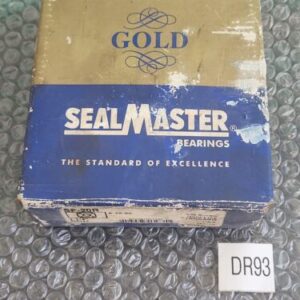 GOLD
SEALMASTER®
BEARINGS
THE STANDARD OF EXCELLENCE
DR93